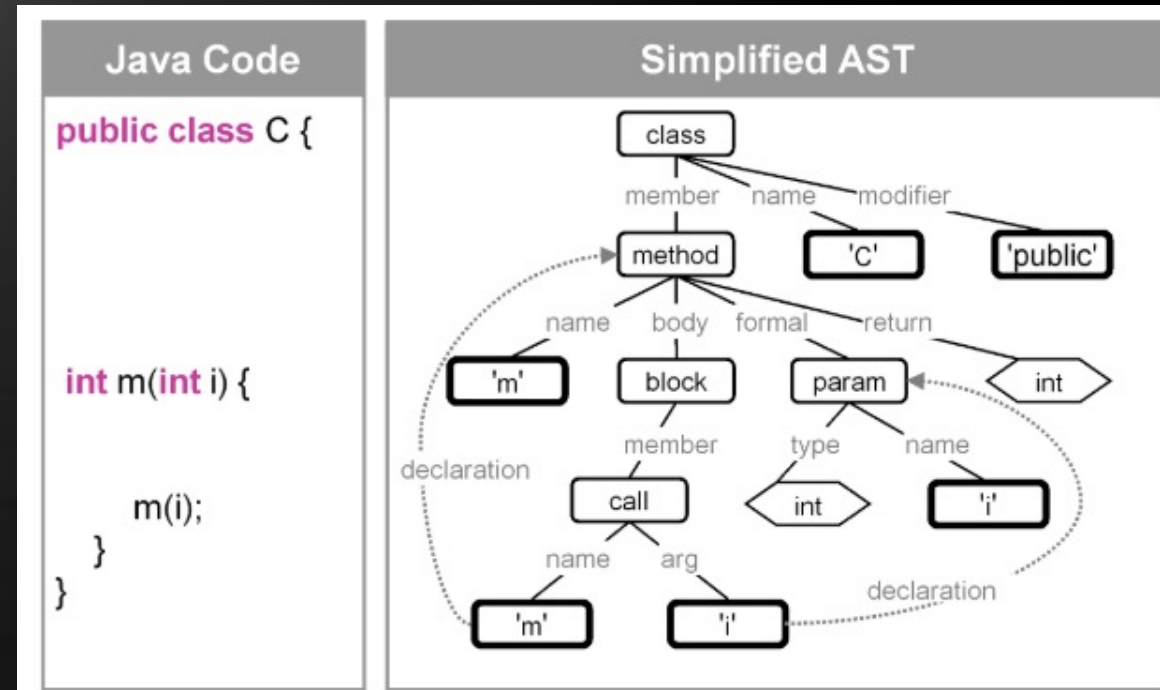 Java Code
public class C {
int m(int i) {
m(i);
}
}
Simplified AST
class
member name modifier
method 'C' 'public'
name body formal return
'm' block param int
member type name
declaration
call int 'i'
name arg
declaration
'm' 'i'